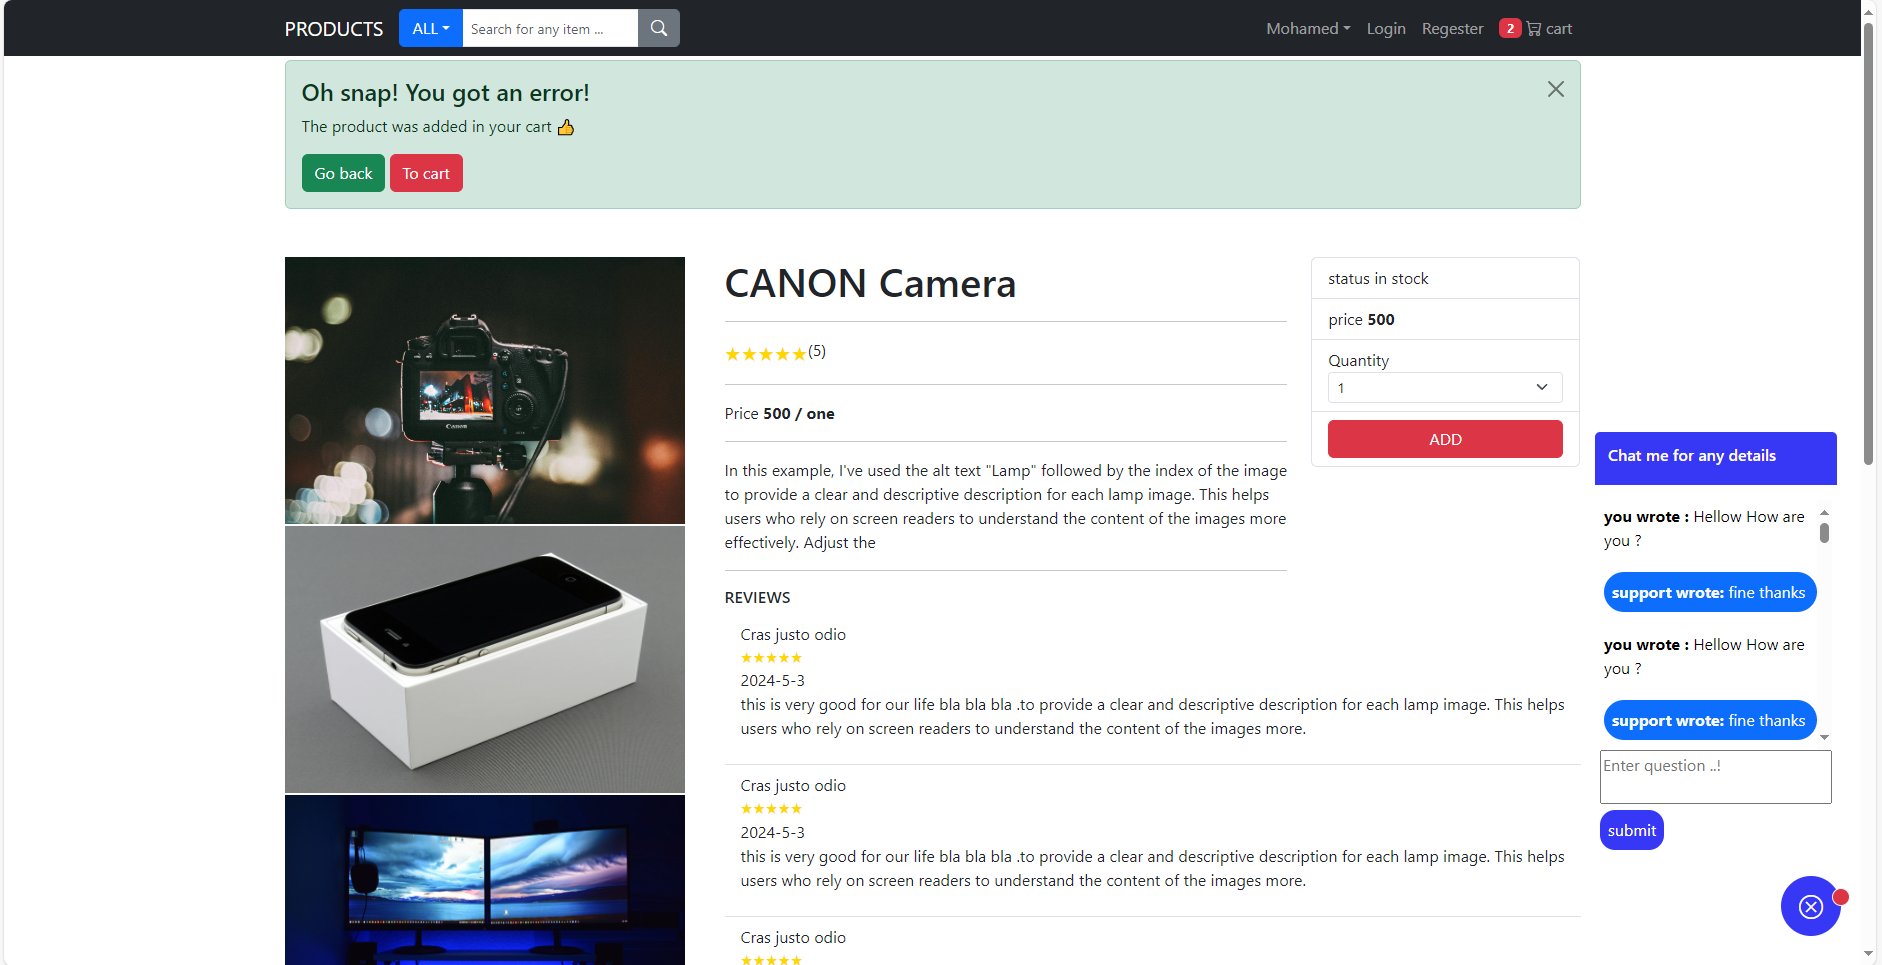 PRODUCTS ALL Search for any item ... Mohamed Login Regester 2 cart
Oh snap! You got an error!
The product was added in your cart 👍
Go back To cart
CANON Camera
★★★★★(5)
Price 500 / one
In this example, I've used the alt text "Lamp" followed by the index of the image
to provide a clear and descriptive description for each lamp image. This helps
users who rely on screen readers to understand the content of the images more
effectively. Adjust the
status in stock
price 500
Quantity
1
ADD
Canon
REVIEWS
Cras justo odio
★★★★★
2024-5-3
this is very good for our life bla bla bla .to provide a clear and descriptive description for each lamp image. This helps
users who rely on screen readers to understand the content of the images more.
Cras justo odio
★★★★★
2024-5-3
this is very good for our life bla bla bla .to provide a clear and descriptive description for each lamp image. This helps
users who rely on screen readers to understand the content of the images more.
Cras justo odio
★★★★★
Chat me for any details
you wrote : Hellow How are
you ?
support wrote: fine thanks
you wrote : Hellow How are
you ?
support wrote: fine thanks
Enter question ..!
submit